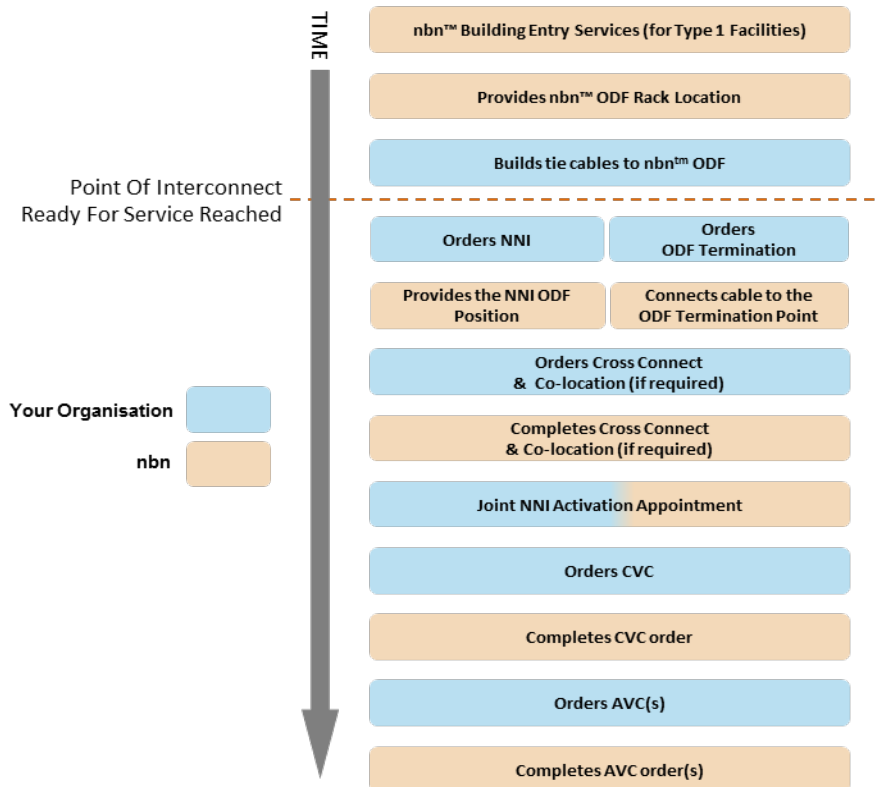 TIME
nbn™ Building Entry Services (for Type 1 Facilities)
Provides nbn™ ODF Rack Location
Builds tie cables to nbn™ ODF
Point Of Interconnect
Ready For Service Reached
Orders NNI
Orders
ODF Termination
Provides the NNI ODF
Position
Connects cable to the
ODF Termination Point
Orders Cross Connect
& Co-location (if required)
Your Organisation
nbn
Completes Cross Connect
& Co-location (if required)
Joint NNI Activation Appointment
Orders CVC
Completes CVC order
Orders AVC(s)
Completes AVC order(s)